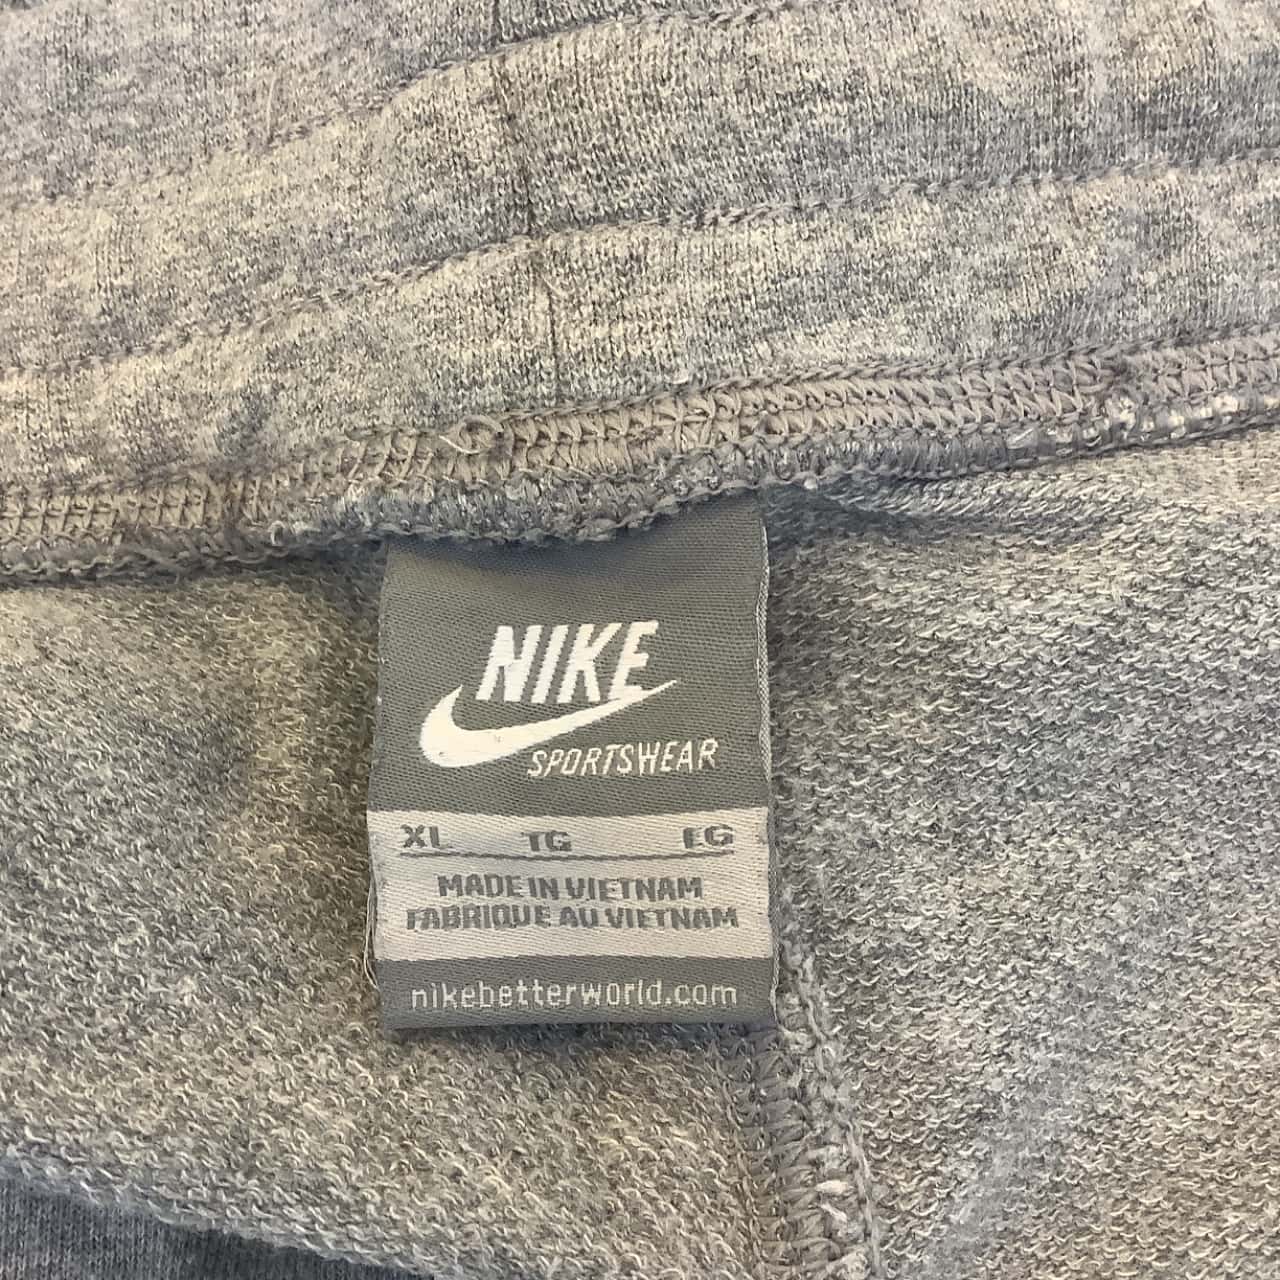 NIKE
SPORTSWEAR
XL TG EG
MADE IN VIETNAM
FABRIQUE AU VIETNAM
nikebetterworld.com